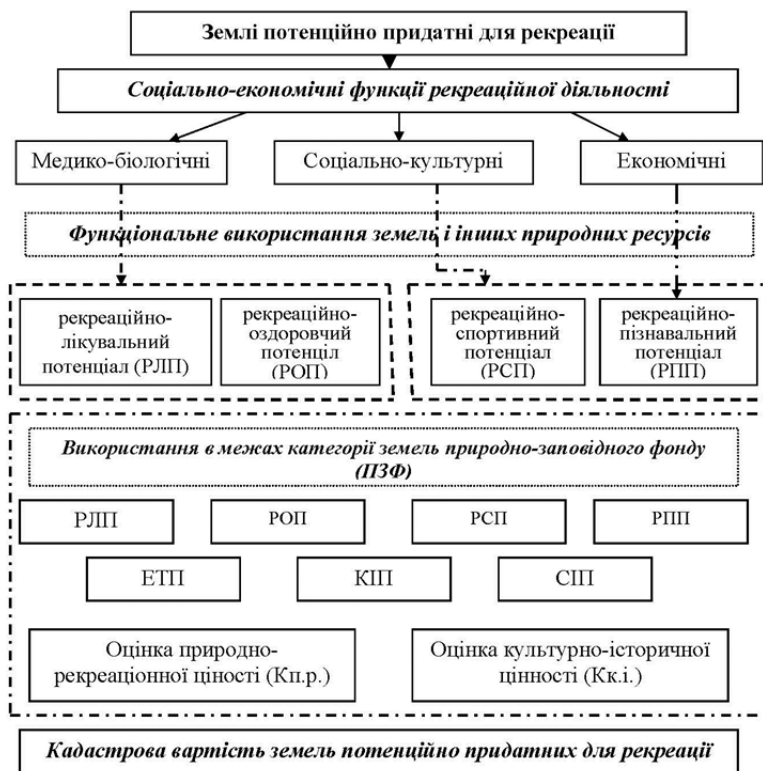 Землі потенційно придатні для рекреації
Соціально-економічні функції рекреаційної діяльності
Медико-біологічні
Соціально-культурні
Економічні
Функціональне використання земель і інших природних ресурсів
рекреаційно-
лікувальний
потенціал (РЛП)
рекреаційно-
оздоровчий
потенціл
(РОП)
рекреаційно-
спортивний
потенціал
(РСП)
рекреаційно-
пізнавальний
потенціал
(РПП)
Використання в межах категорії земель природно-заповідного фонду
(ПЗФ)
РЛП
РОП
РСП
РПП
ЕТП
КІП
СІП
Оцінка природно-
рекреаціонної ціності (Кп.р.)
Оцінка культурно-історичної
цінності (Кк.і.)
Кадастрова вартість земель потенційно придатних для рекреації